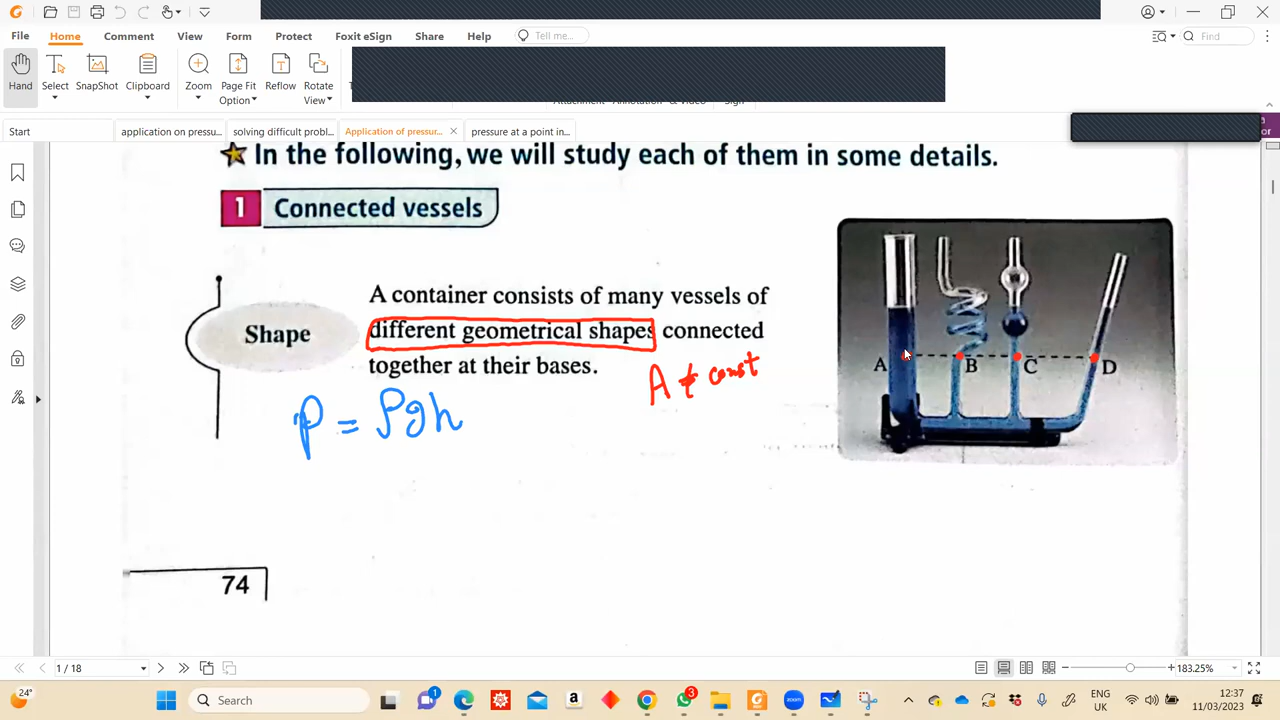 File Home Comment View Form Protect Foxit eSign Share Help Tell me... Find
Hand Select SnapShot Clipboard Zoom Page Fit Option Reflow Rotate View
Start application on pressu... solving difficult probl... Application of pressur... pressure at a point in...
In the following, we will study each of them in some details.
1 Connected vessels
Shape
A container consists of many vessels of
different geometrical shapes connected
together at their bases.
A ≠ const
P = ρgh
A B C D
74
1 / 18 183.25%
24° Search 1 3 zoom ENG 12:37
UK 11/03/2023